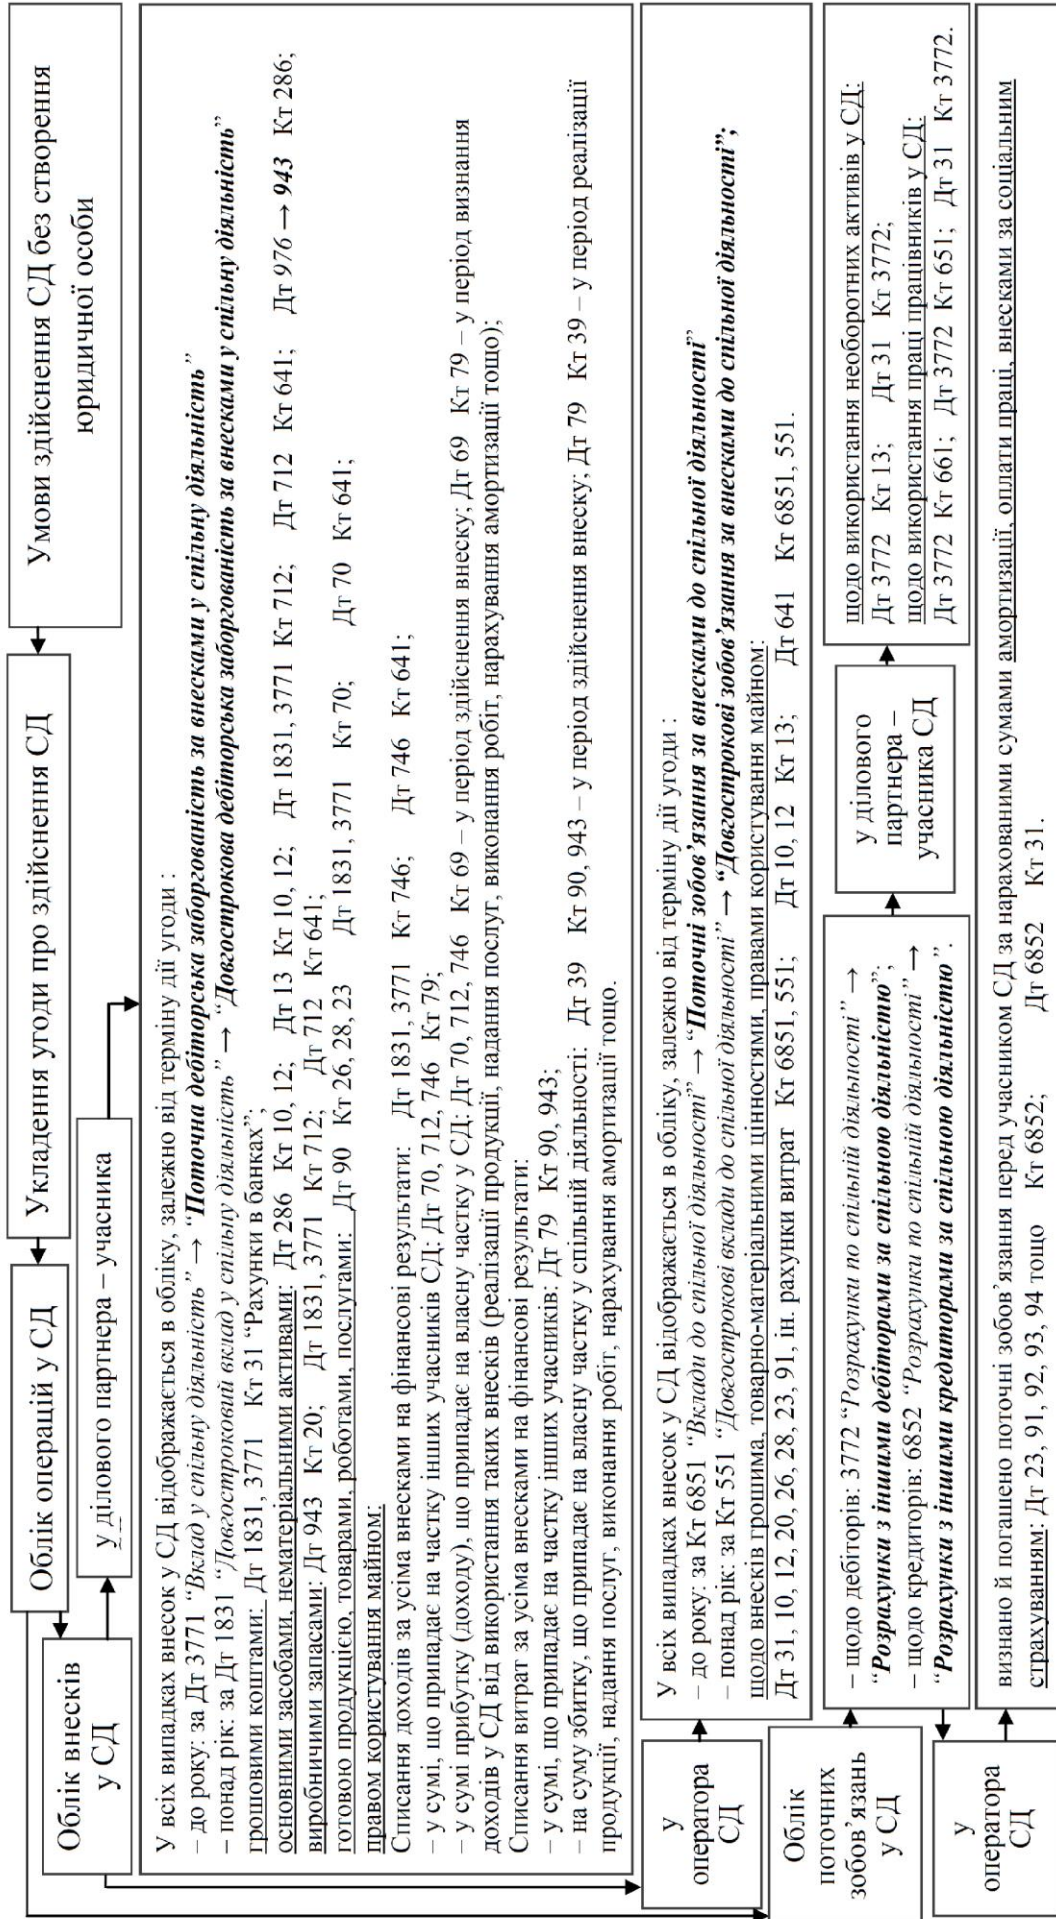 Умови здійснення СД без створення
юридичної особи
Укладення угоди про здійснення СД
Облік операцій у СД
Облік внесків
у СД
у ділового партнера – учасника
У всіх випадках внесок у СД відображається в обліку, залежно від терміну дії угоди :
– до року: за Дт 3771 “Вклад у спільну діяльність” → “Поточна дебіторська заборгованість за внесками у спільну діяльність”
– понад рік: за Дт 1831 “Довгостроковий вклад у спільну діяльність” → “Довгострокова дебіторська заборгованість за внесками у спільну діяльність”
грошовими коштами: Дт 1831, 3771 Кт 31 “Рахунки в банках”;
основними засобами, нематеріальними активами: Дт 286 Кт 10, 12; Дт 13 Кт 10, 12; Дт 1831, 3771 Кт 712; Дт 712 Кт 641; Дт 976 → 943 Кт 286;
виробничими запасами: Дт 943 Кт 20; Дт 1831, 3771 Кт 712; Дт 712 Кт 641;
готовою продукцією, товарами, роботами, послугами: Дт 90 Кт 26, 28, 23 Дт 1831, 3771 Кт 70; Дт 70 Кт 641;
правом користування майном:
Списання доходів за усіма внесками на фінансові результати: Дт 1831, 3771 Кт 746; Дт 746 Кт 641;
– у сумі, що припадає на частку інших учасників СД: Дт 70, 712, 746 Кт 79;
– у сумі прибутку (доходу), що припадає на власну частку у СД: Дт 70, 712, 746 Кт 69 – у період здійснення внеску; Дт 69 Кт 79 – у період визнання
доходів у СД від використання таких внесків (реалізації продукції, надання послуг, виконання робіт, нарахування амортизації тощо);
Списання витрат за усіма внесками на фінансові результати:
– у сумі, що припадає на частку інших учасників: Дт 79 Кт 90, 943;
– на суму збитку, що припадає на власну частку у спільній діяльності: Дт 39 Кт 90, 943 – у період здійснення внеску; Дт 79 Кт 39 – у період реалізації
продукції, надання послуг, виконання робіт, нарахування амортизації тощо.
у
оператора
СД
У всіх випадках внесок у СД відображається в обліку, залежно від терміну дії угоди :
– до року: за Кт 6851 “Вклади до спільної діяльності” → “Поточні зобов’язання за внесками до спільної діяльності”
– понад рік: за Кт 551 “Довгострокові вклади до спільної діяльності” → “Довгострокові зобов’язання за внесками до спільної діяльності”;
щодо внесків грошима, товарно-матеріальними цінностями, правами користування майном:
Дт 31, 10, 12, 20, 26, 28, 23, 91, ін. рахунки витрат Кт 6851, 551; Дт 10, 12 Кт 13; Дт 641 Кт 6851, 551.
Облік
поточних
зобов’язань
у СД
– щодо дебіторів: 3772 “Розрахунки по спільній діяльності” →
“Розрахунки з іншими дебіторами за спільною діяльністю”;
– щодо кредиторів: 6852 “Розрахунки по спільній діяльності” →
“Розрахунки з іншими кредиторами за спільною діяльністю”.
у ділового
партнера –
учасника СД
щодо використання необоротних активів у СД:
Дт 3772 Кт 13; Дт 31 Кт 3772;
щодо використання праці працівників у СД:
Дт 3772 Кт 661; Дт 3772 Кт 651; Дт 31 Кт 3772.
у
оператора
СД
визнано й погашено поточні зобов’язання перед учасником СД за нарахованими сумами амортизації, оплати праці, внесками за соціальним
страхуванням: Дт 23, 91, 92, 93, 94 тощо Кт 6852; Дт 6852 Кт 31.